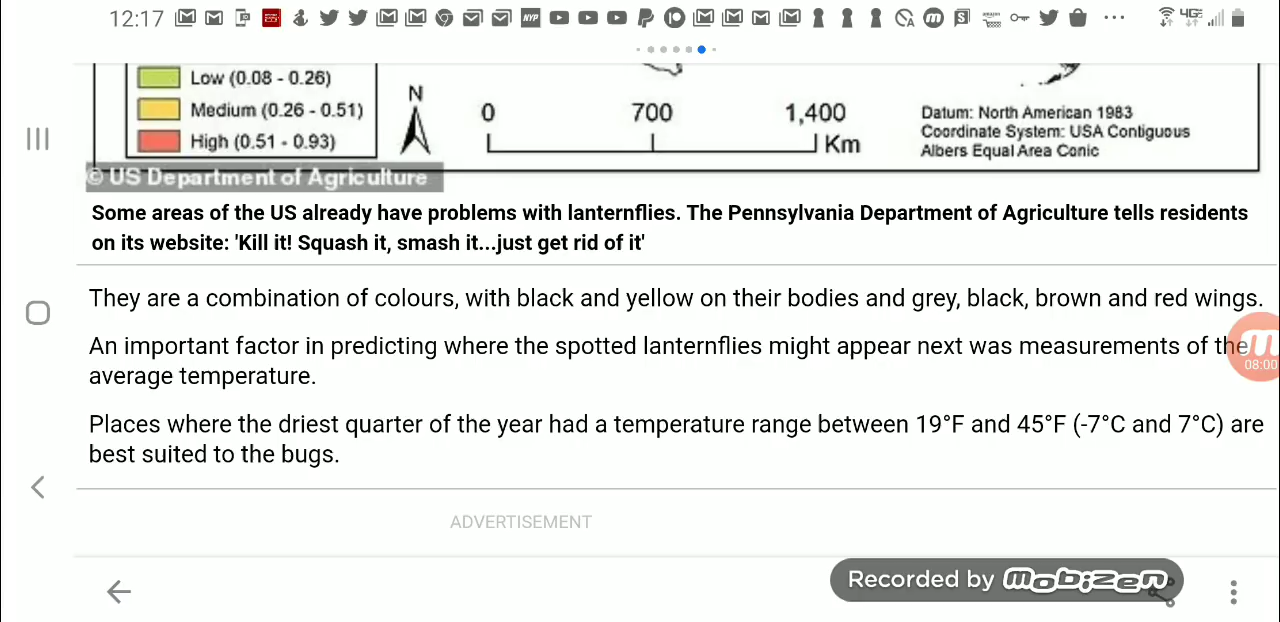 12:17
NYP
4GE
Low (0.08 - 0.26)
Medium (0.26 - 0.51)
High (0.51 - 0.93)
N
0 700 1,400
Km
Datum: North American 1983
Coordinate System: USA Contiguous
Albers Equal Area Conic
© US Department of Agriculture
Some areas of the US already have problems with lanternflies. The Pennsylvania Department of Agriculture tells residents
on its website: 'Kill it! Squash it, smash it...just get rid of it'
They are a combination of colours, with black and yellow on their bodies and grey, black, brown and red wings.
An important factor in predicting where the spotted lanternflies might appear next was measurements of the
average temperature.
08:00
Places where the driest quarter of the year had a temperature range between 19°F and 45°F (-7°C and 7°C) are
best suited to the bugs.
ADVERTISEMENT
Recorded by mobizen